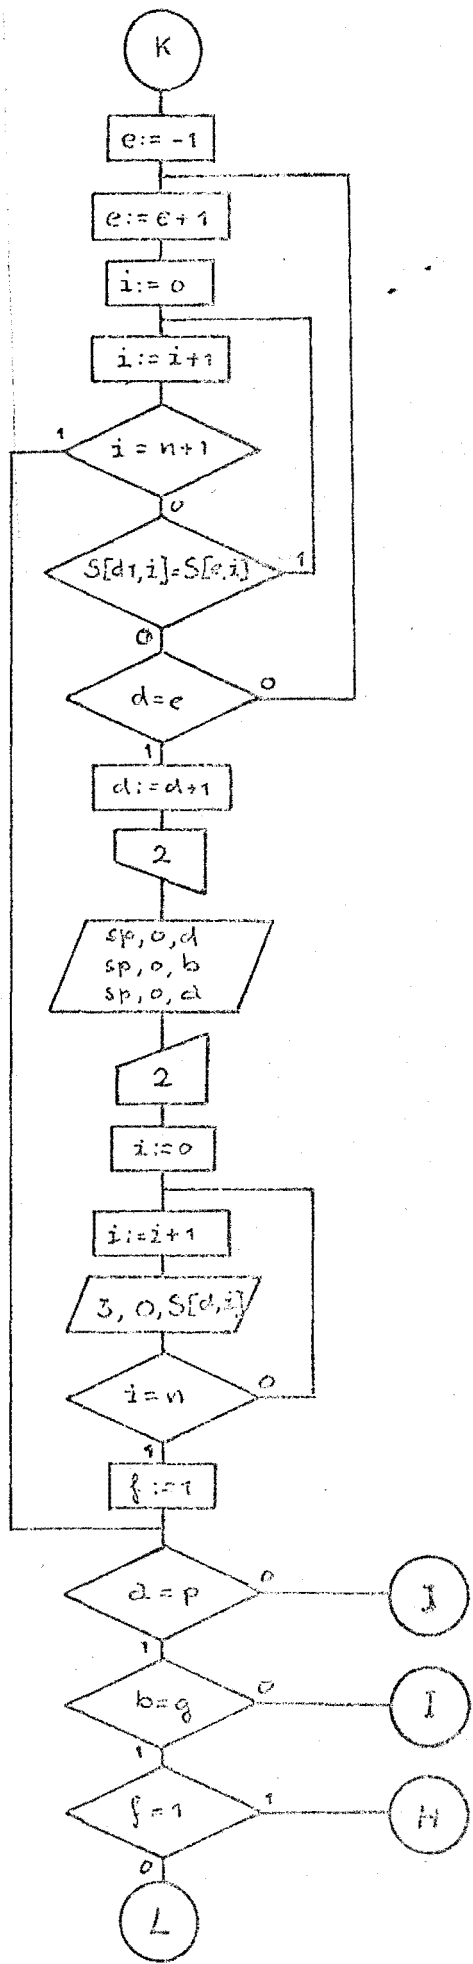 K
e:= -1
e:= e+1
i:= 0
i:= i+1
i = n+1
1
0
S[d1,i]=S[e,i]
1
0
d=e
0
1
d:=d+1
2
sp, 0, d
sp, 0, b
sp, 0, a
2
i:=0
i:=i+1
3, 0, S[d,i]
i=n
0
1
f:=1
a=p
0
J
1
b=g
0
I
1
f=1
1
H
0
L